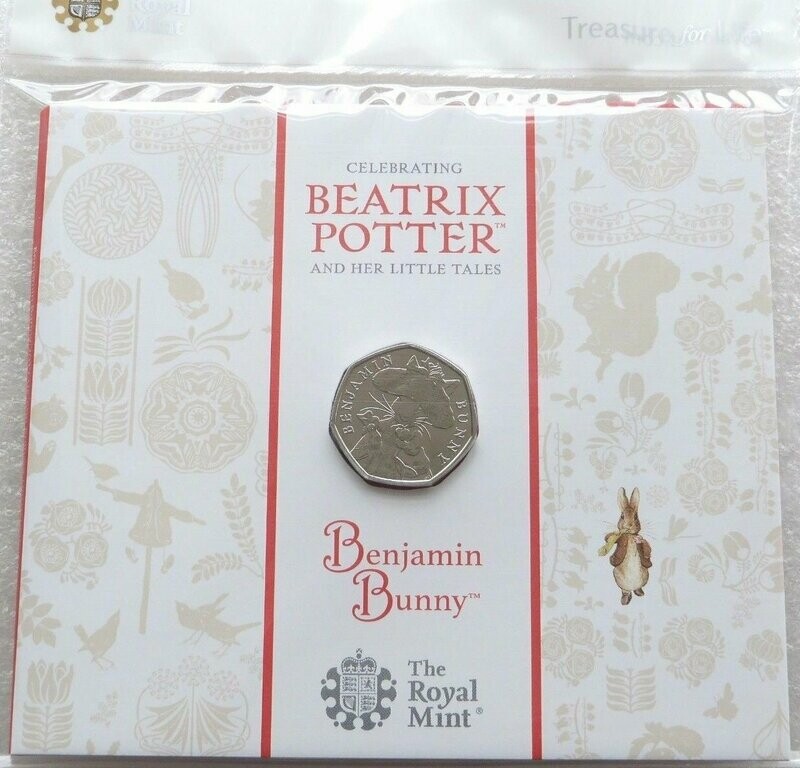 Royal
Mint
Treasure for Life
CELEBRATING
BEATRIX
POTTER™
AND HER LITTLE TALES
BENJAMIN BUNNY
Benjamin
Bunny™
The
Royal
Mint®